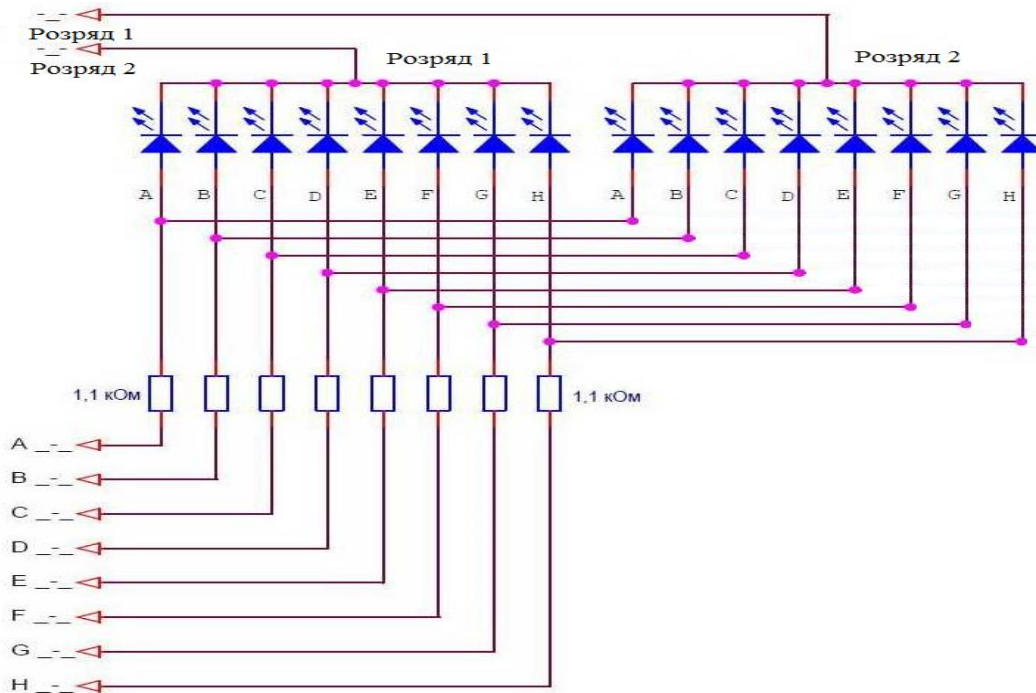 _-_
Розряд 1
_-_
Розряд 2
Розряд 1
Розряд 2
A B C D E F G H
A B C D E F G H
1,1 кОм
1,1 кОм
A _-_
B _-_
C _-_
D _-_
E _-_
F _-_
G _-_
H _-_